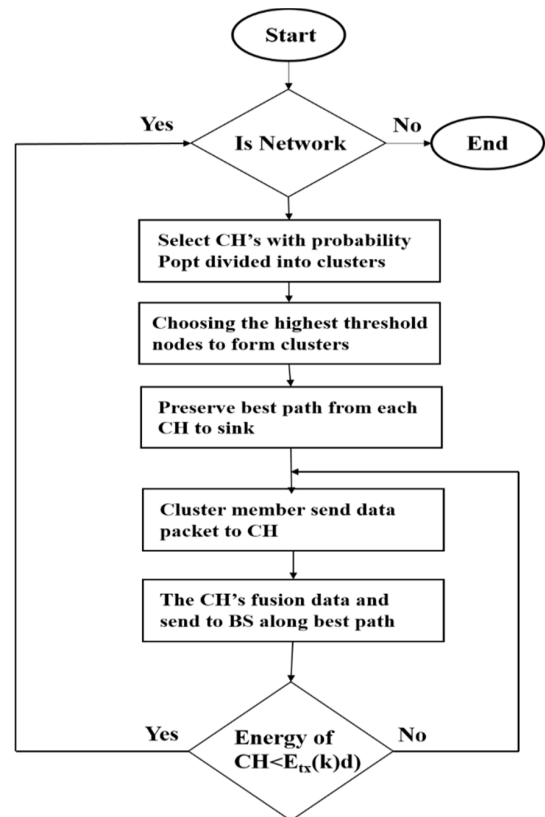 Start
Yes
No
Is Network
End
Select CH's with probability
Popt divided into clusters
Choosing the highest threshold
nodes to form clusters
Preserve best path from each
CH to sink
Cluster member send data
packet to CH
The CH's fusion data and
send to BS along best path
Yes
No
Energy of
CH<Etx(k)d)